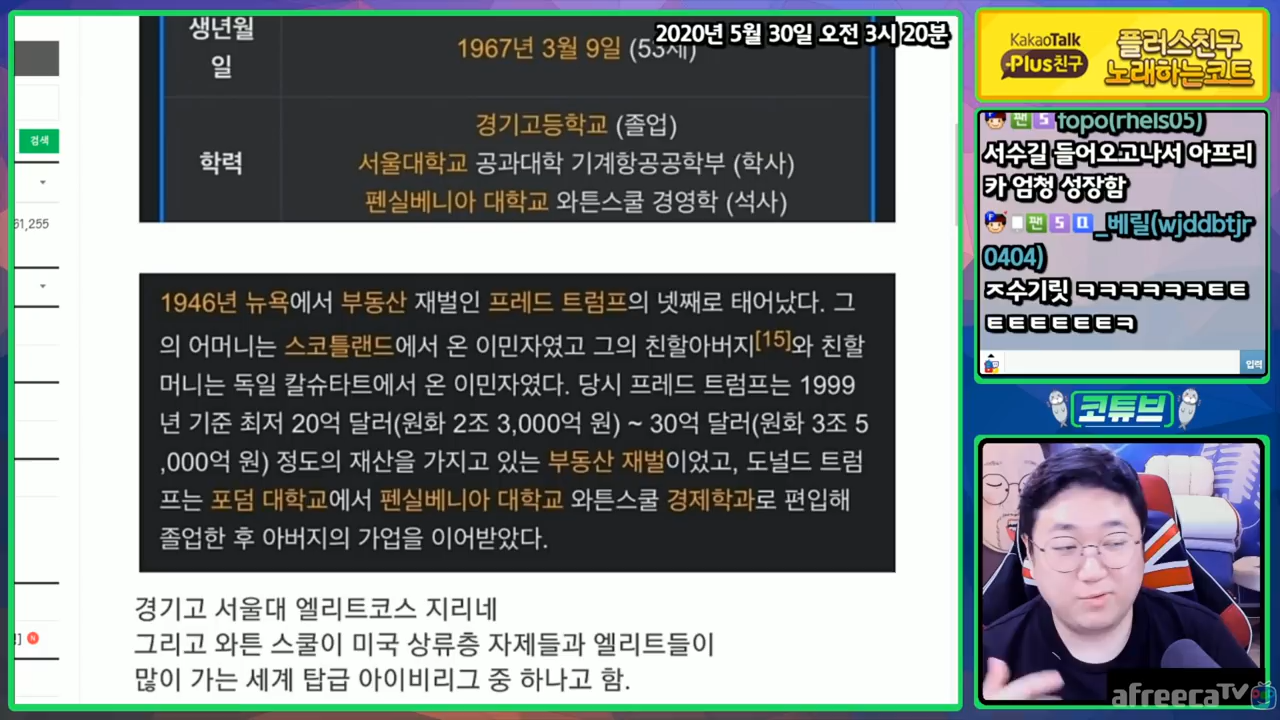 생년월
일
1967년 3월 9일 (53세)
2020년 5월 30일 오전 3시 20분
학력
경기고등학교 (졸업)
서울대학교 공과대학 기계항공공학부 (학사)
펜실베니아 대학교 와튼스쿨 경영학 (석사)
검색
51,255
1946년 뉴욕에서 부동산 재벌인 프레드 트럼프의 넷째로 태어났다. 그
의 어머니는 스코틀랜드에서 온 이민자였고 그의 친할아버지[15]와 친할
머니는 독일 칼슈타트에서 온 이민자였다. 당시 프레드 트럼프는 1999
년 기준 최저 20억 달러(원화 2조 3,000억 원) ~ 30억 달러(원화 3조 5
,000억 원) 정도의 재산을 가지고 있는 부동산 재벌이었고, 도널드 트럼
프는 포덤 대학교에서 펜실베니아 대학교 와튼스쿨 경제학과로 편입해
졸업한 후 아버지의 가업을 이어받았다.
경기고 서울대 엘리트코스 지리네
그리고 와튼 스쿨이 미국 상류층 자제들과 엘리트들이
많이 가는 세계 탑급 아이비리그 중 하나고 함.
KakaoTalk
Plus친구
플러스친구
노래하는코트
팬 S topo(rhels05)
서수길 들어오고나서 아프리
카 엄청 성장함
팬 S _베릴(wjddbtjr
0404)
ㅈ수기릿 ㅋㅋㅋㅋㅋㅋㅌㅌ
ㅌㅌㅌㅌㅌㅌㅋ
입력
코튜브
afreecaTV